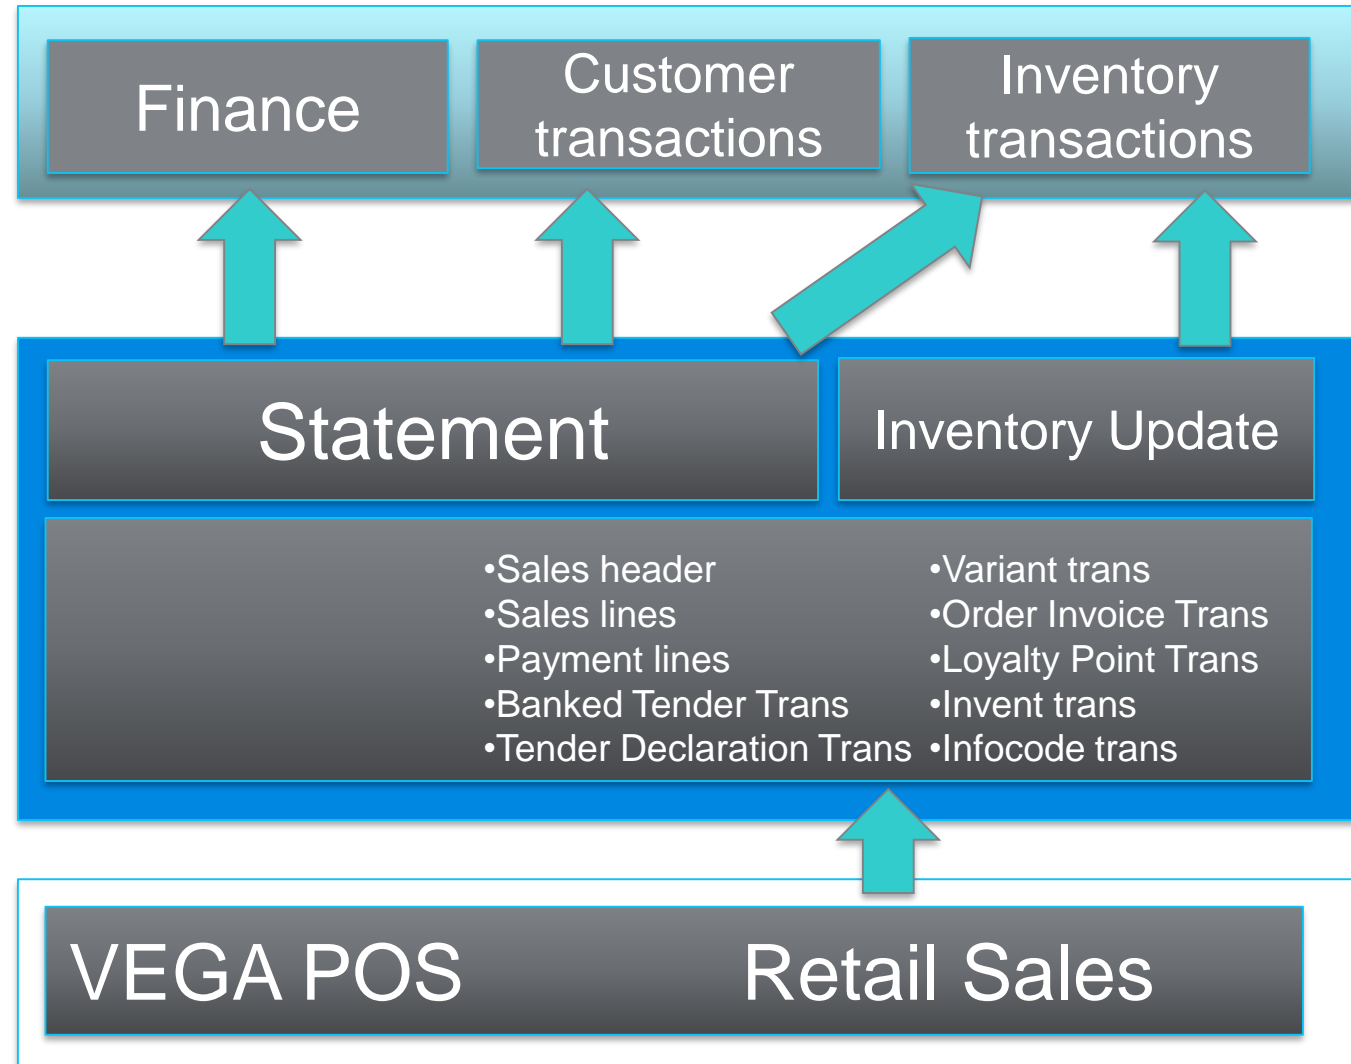 Finance
Customer
transactions
Inventory
transactions
Statement
Inventory Update
•Sales header
•Sales lines
•Payment lines
•Banked Tender Trans
•Tender Declaration Trans
•Variant trans
•Order Invoice Trans
•Loyalty Point Trans
•Invent trans
•Infocode trans
VEGA POS
Retail Sales